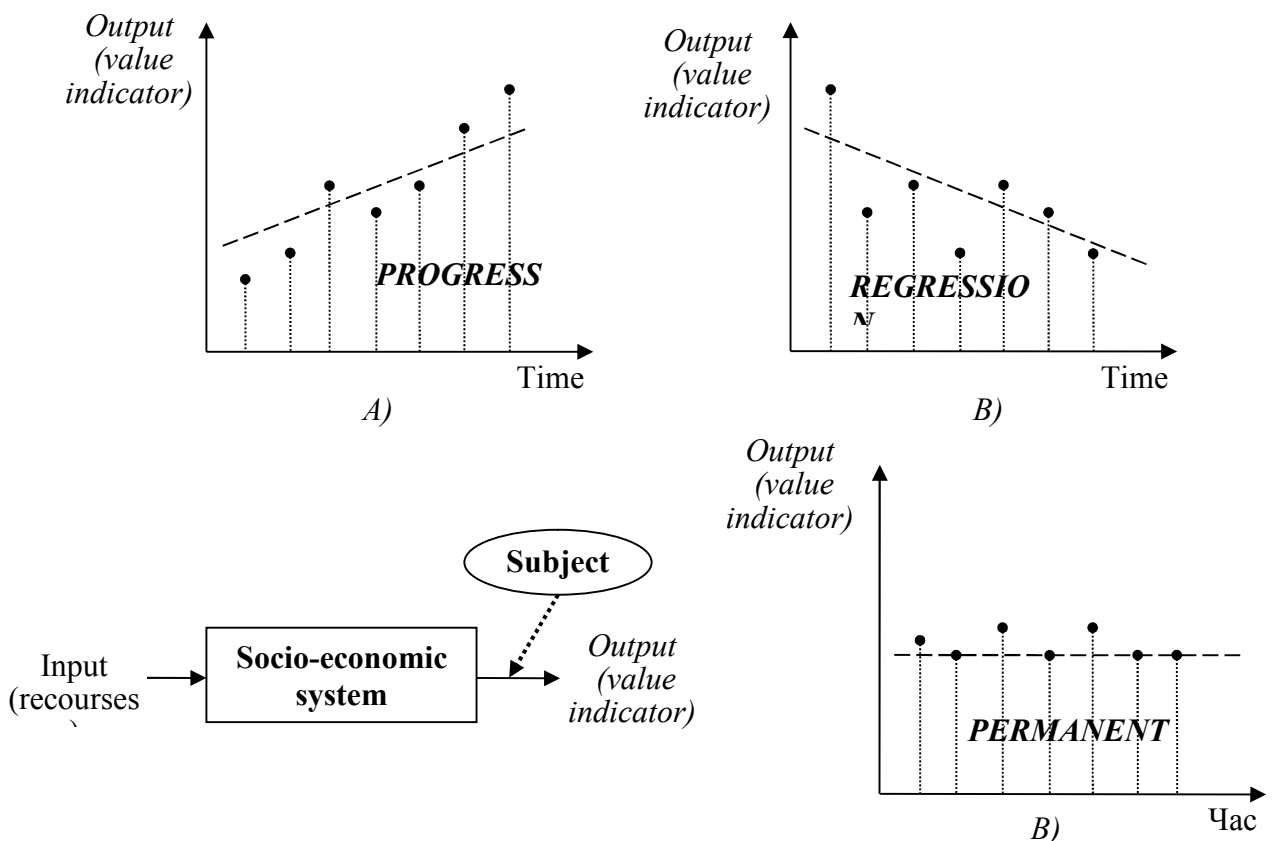 Output
(value
indicator)
PROGRESS
Time
A)
Output
(value
indicator)
REGRESSIO
N
Time
B)
Subject
Input
(recourses
)
Socio-economic
system
Output
(value
indicator)
Output
(value
indicator)
PERMANENT
Час
B)